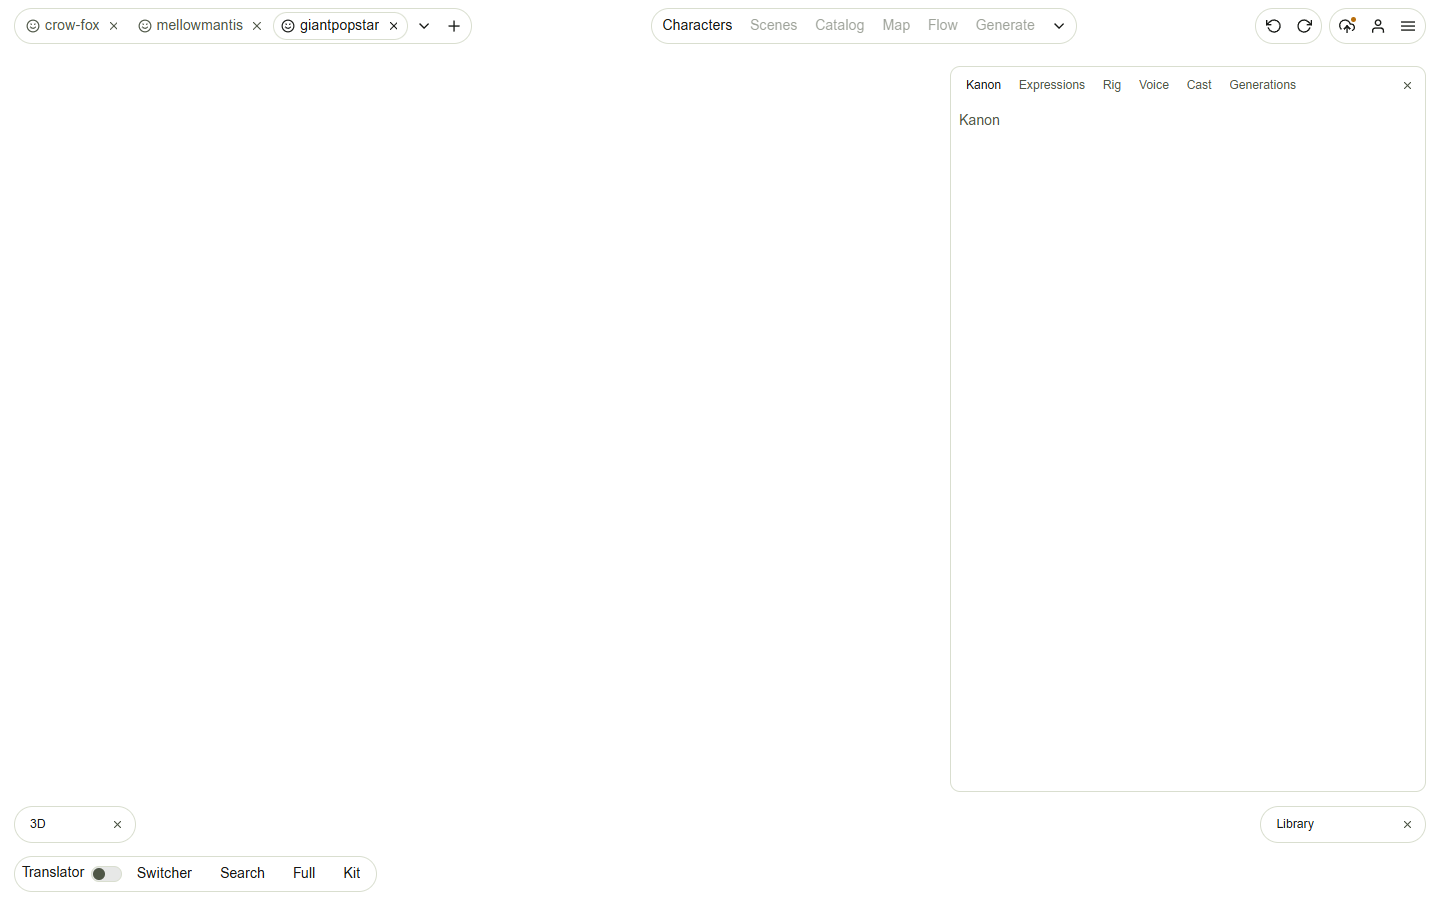 crow-fox mellowmantis giantpopstar
Characters Scenes Catalog Map Flow Generate
Kanon Expressions Rig Voice Cast Generations
Kanon
3D
Library
Translator Switcher Search Full Kit